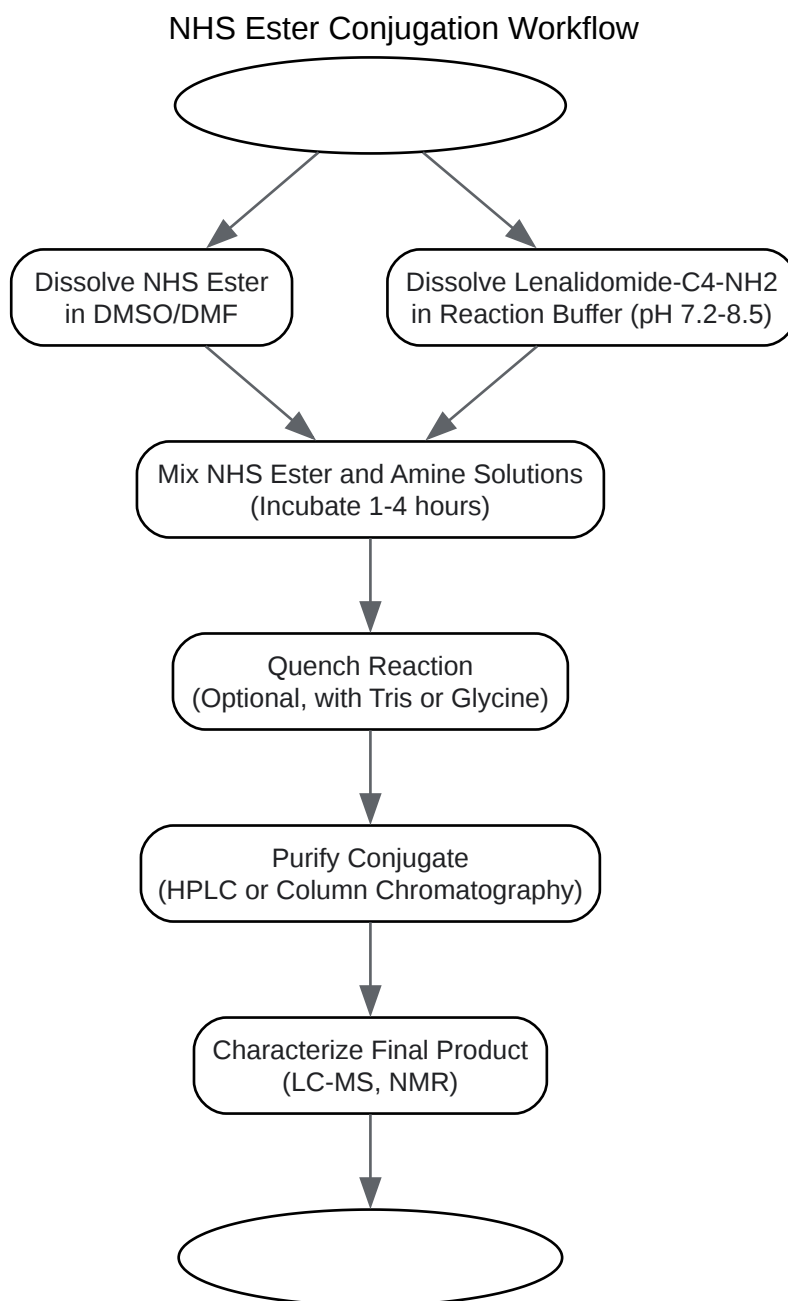 NHS Ester Conjugation Workflow
Dissolve NHS Ester
in DMSO/DMF
Dissolve Lenalidomide-C4-NH2
in Reaction Buffer (pH 7.2-8.5)
Mix NHS Ester and Amine Solutions
(Incubate 1-4 hours)
Quench Reaction
(Optional, with Tris or Glycine)
Purify Conjugate
(HPLC or Column Chromatography)
Characterize Final Product
(LC-MS, NMR)